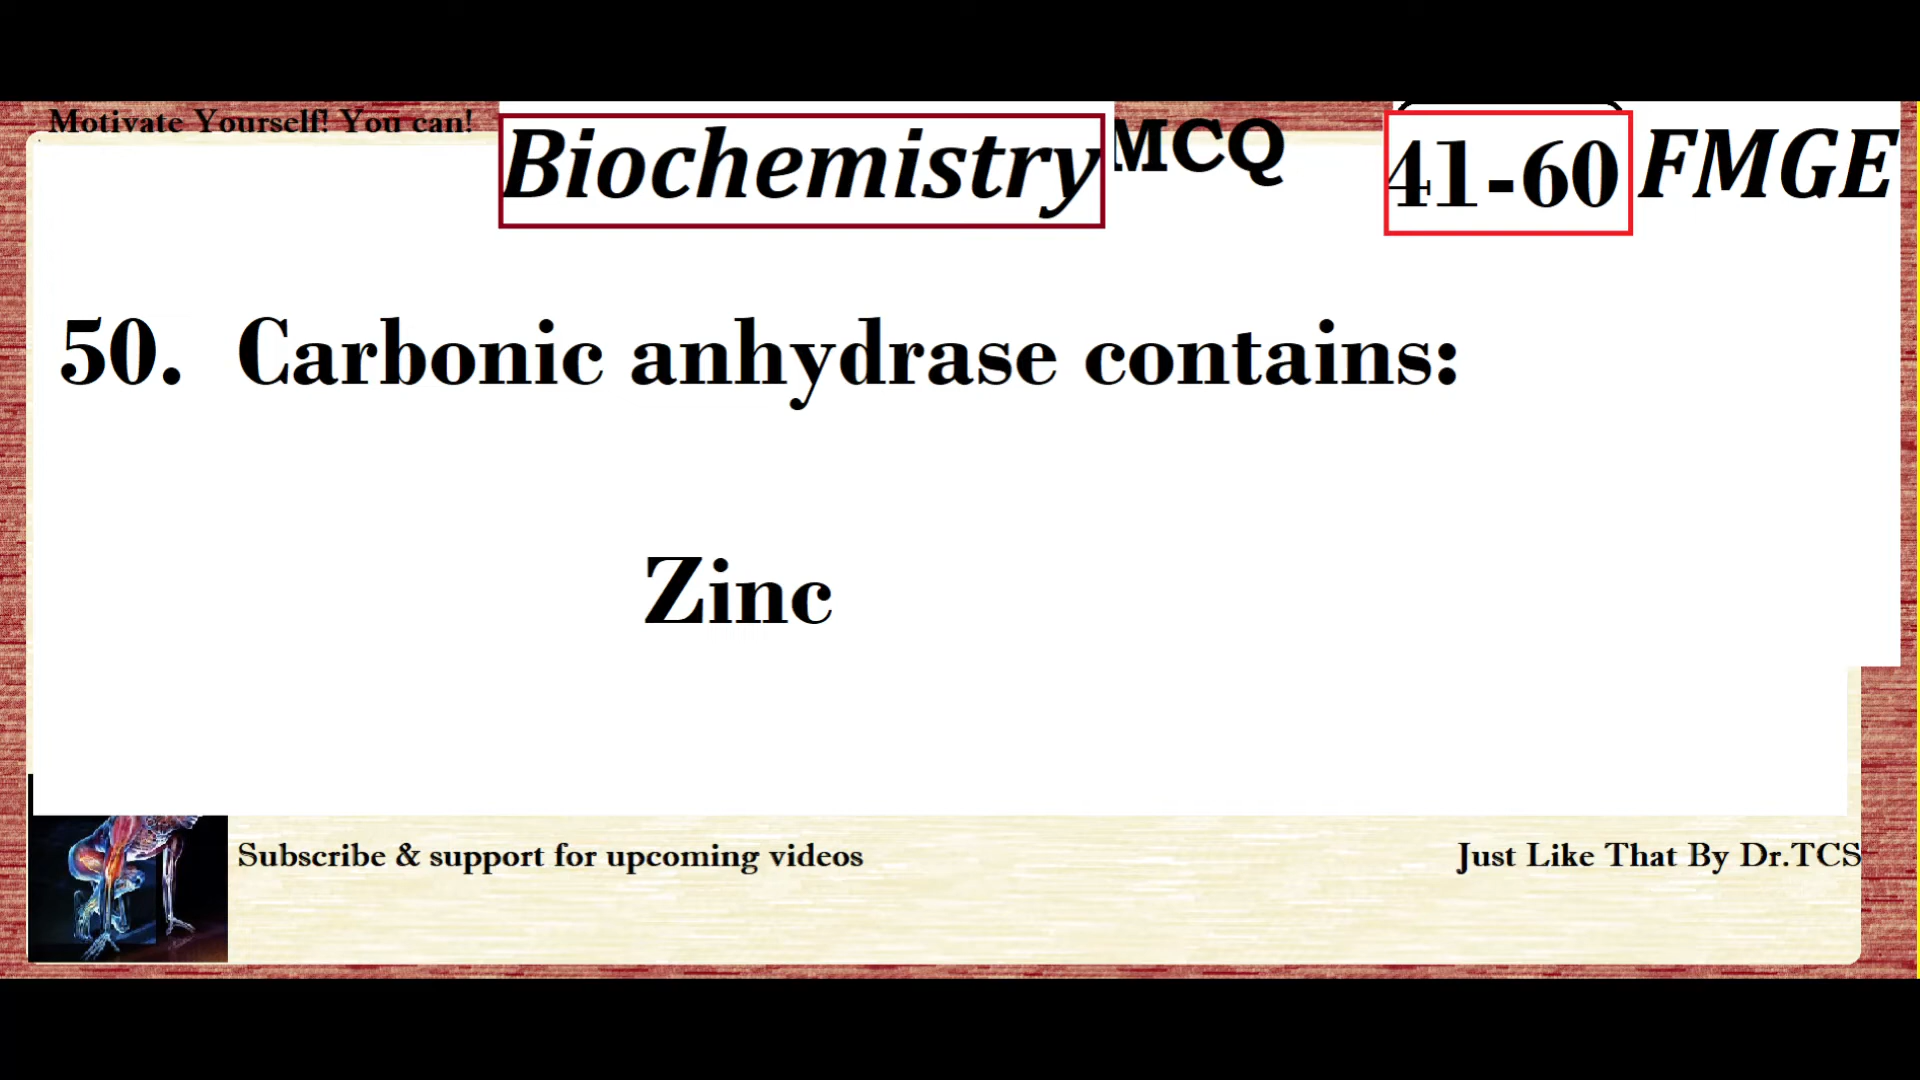 Motivate Yourself! You can!
Biochemistry MCQ 41-60 FMGE
50. Carbonic anhydrase contains:
Zinc
Subscribe & support for upcoming videos
Just Like That By Dr.TCS